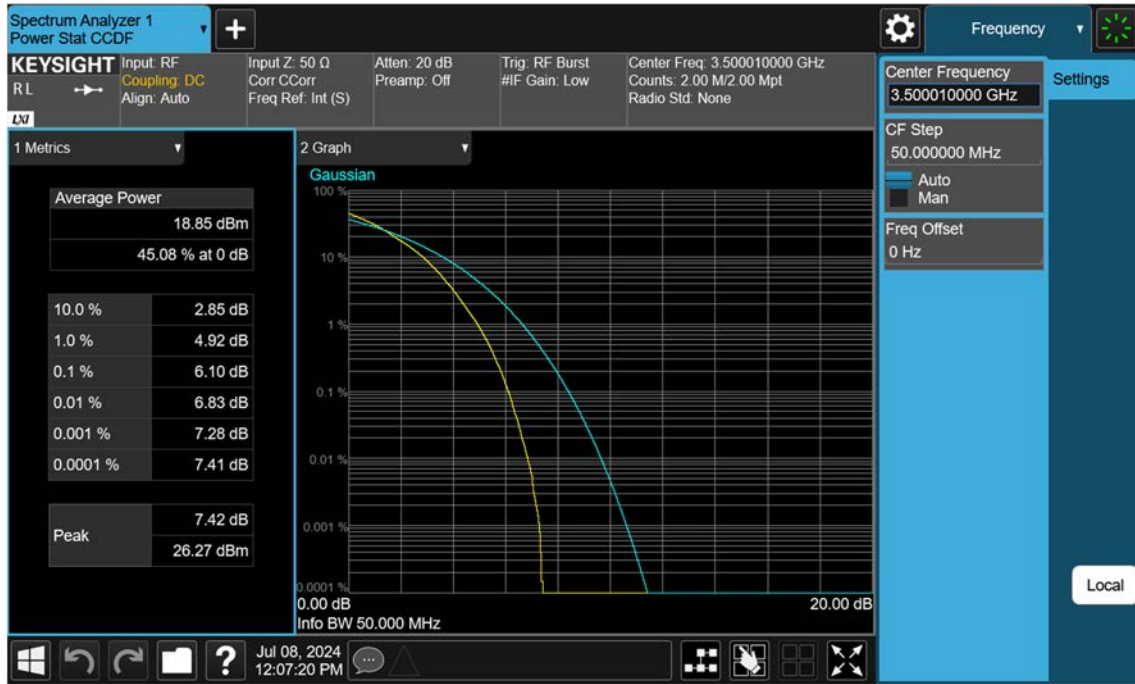 Spectrum Analyzer 1
Power Stat CCDF
+
Frequency
KEYSIGHT
RL
LXI
Input: RF
Coupling: DC
Align: Auto
Input Z: 50 Ω
Corr CCorr
Freq Ref: Int (S)
Atten: 20 dB
Preamp: Off
Trig: RF Burst
#IF Gain: Low
Center Freq: 3.500010000 GHz
Counts: 2.00 M/2.00 Mpt
Radio Std: None
Center Frequency
3.500010000 GHz
Settings
CF Step
50.000000 MHz
Auto
Man
Freq Offset
0 Hz
1 Metrics
Average Power
18.85 dBm
45.08 % at 0 dB
10.0 % 2.85 dB
1.0 % 4.92 dB
0.1 % 6.10 dB
0.01 % 6.83 dB
0.001 % 7.28 dB
0.0001 % 7.41 dB
Peak
7.42 dB
26.27 dBm
2 Graph
Gaussian
100 %
10 %
1 %
0.1 %
0.01 %
0.001 %
0.0001 %
0.00 dB 20.00 dB
Info BW 50.000 MHz
Local
?
Jul 08, 2024
12:07:20 PM